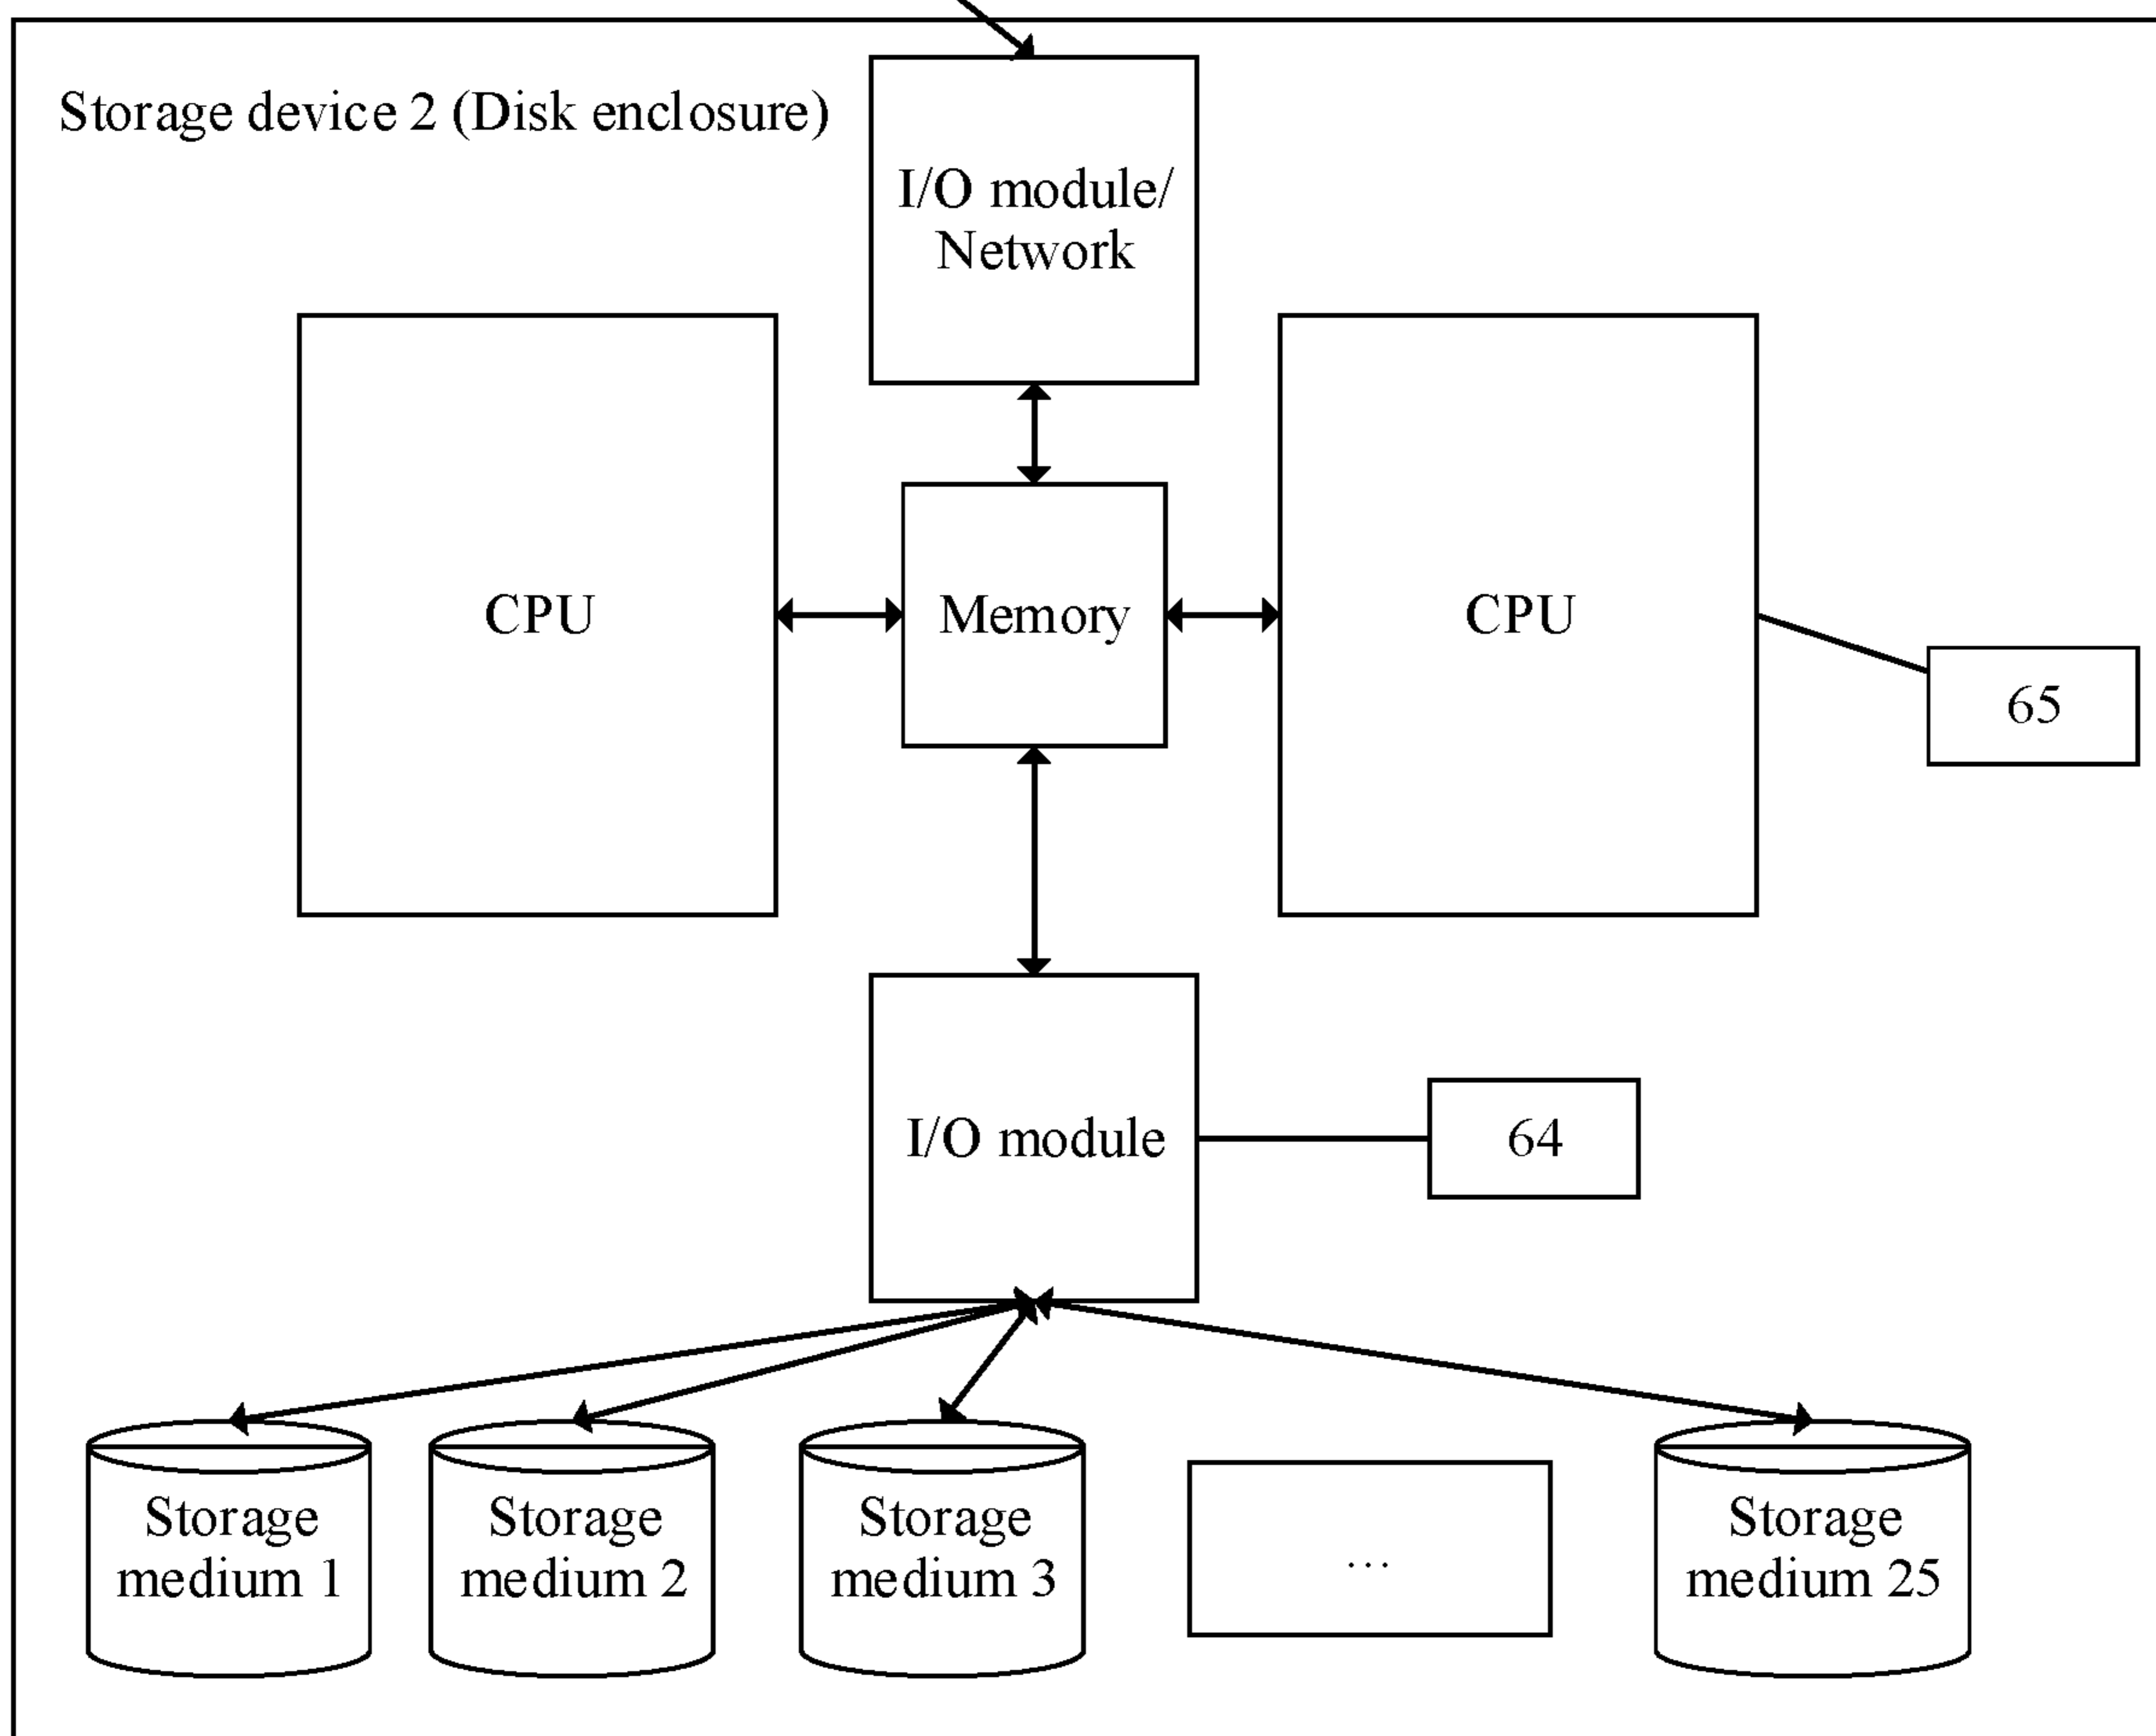 Storage device 2 (Disk enclosure)
I/O module/
Network
CPU
Memory
CPU
65
I/O module
64
Storage
medium 1
Storage
medium 2
Storage
medium 3
...
Storage
medium 25